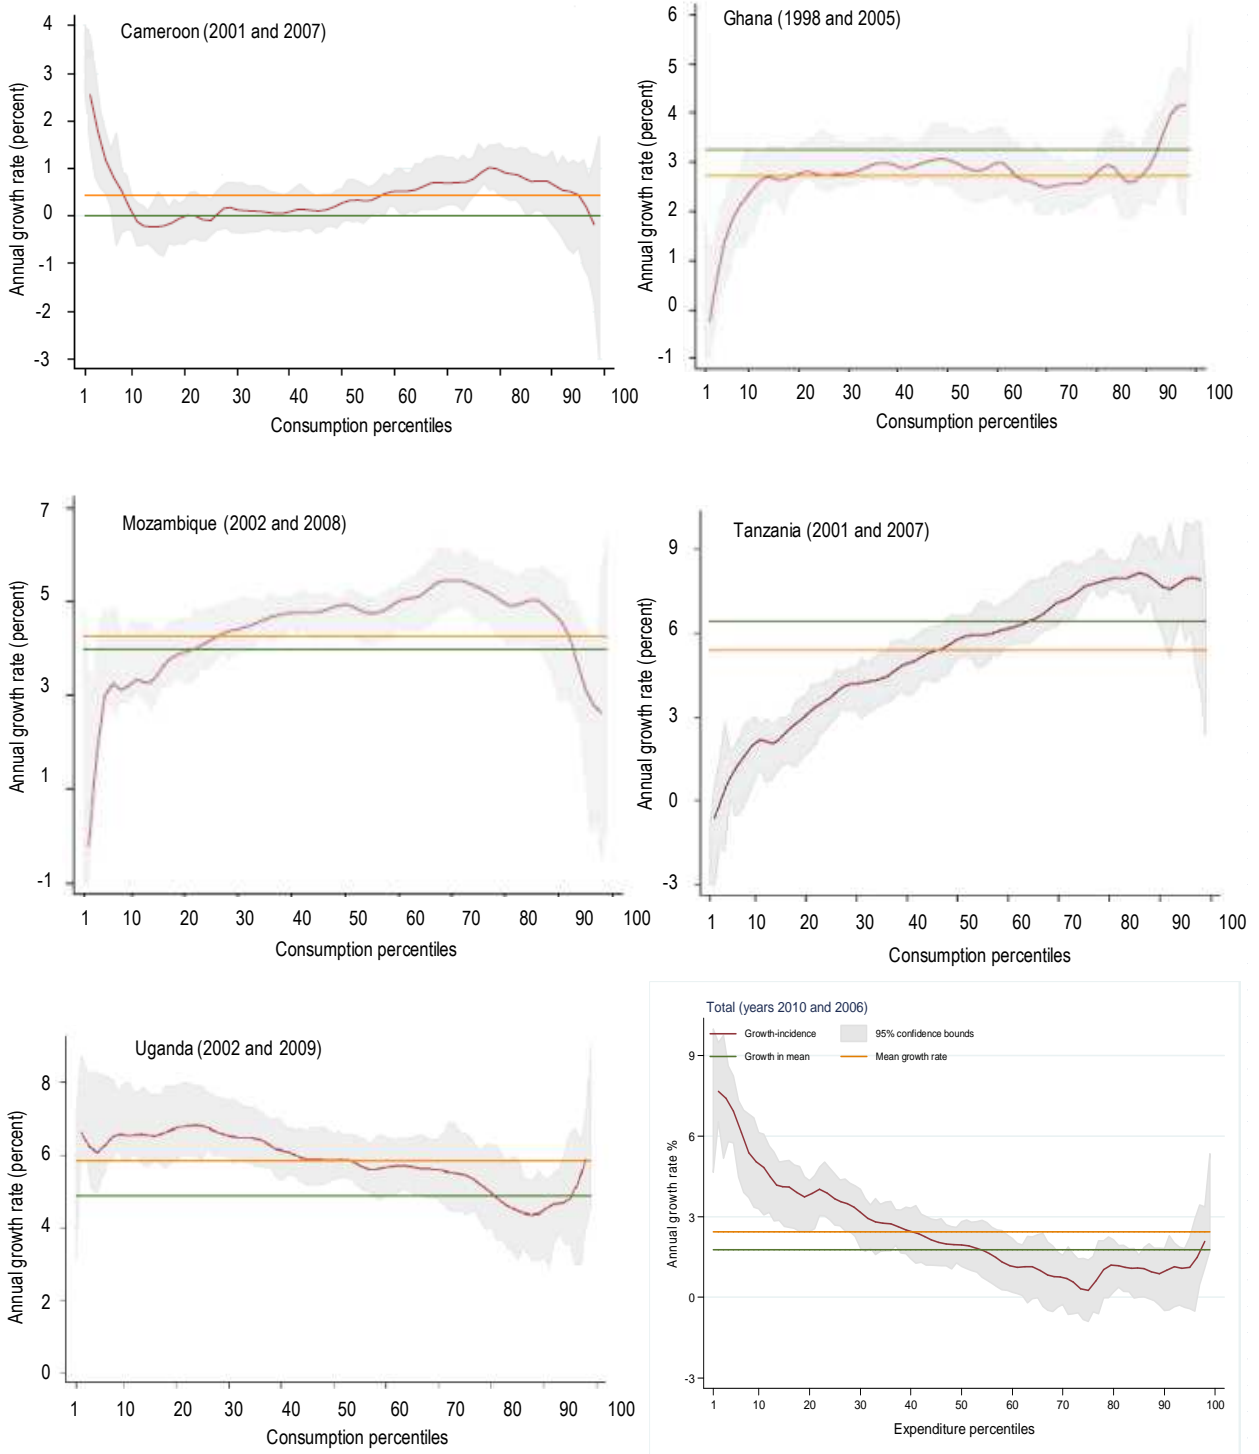 Cameroon (2001 and 2007)
Annual growth rate (percent)
4
3
2
1
0
-1
-2
-3
1 10 20 30 40 50 60 70 80 90 100
Consumption percentiles
Ghana (1998 and 2005)
Annual growth rate (percent)
6
5
4
3
2
1
0
-1
1 10 20 30 40 50 60 70 80 90 100
Consumption percentiles
Mozambique (2002 and 2008)
Annual growth rate (percent)
7
5
3
1
-1
1 10 20 30 40 50 60 70 80 90 100
Consumption percentiles
Tanzania (2001 and 2007)
Annual growth rate (percent)
9
6
3
0
-3
1 10 20 30 40 50 60 70 80 90 100
Consumption percentiles
Uganda (2002 and 2009)
Annual growth rate (percent)
8
6
4
2
0
1 10 20 30 40 50 60 70 80 90 100
Consumption percentiles
Total (years 2010 and 2006)
Growth-incidence 95% confidence bounds
Growth in mean Mean growth rate
Annual growth rate %
9
6
3
0
-3
1 10 20 30 40 50 60 70 80 90 100
Expenditure percentiles